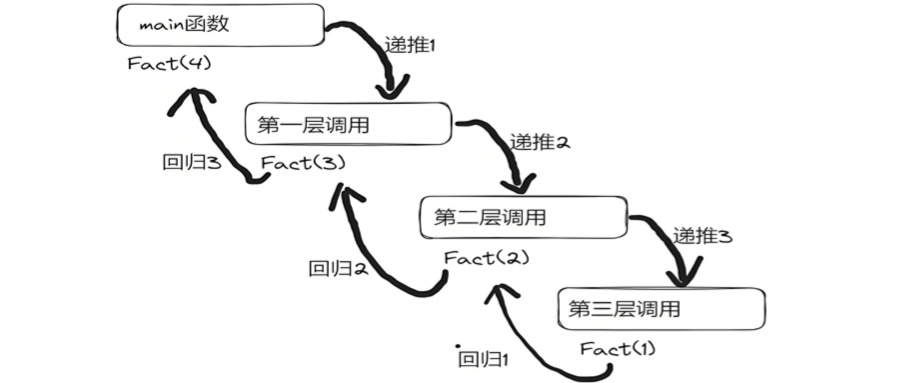 main函数
递推1
Fact(4)
第一层调用
递推2
回归3
Fact(3)
第二层调用
递推3
回归2
Fact(2)
第三层调用
回归1
Fact(1)